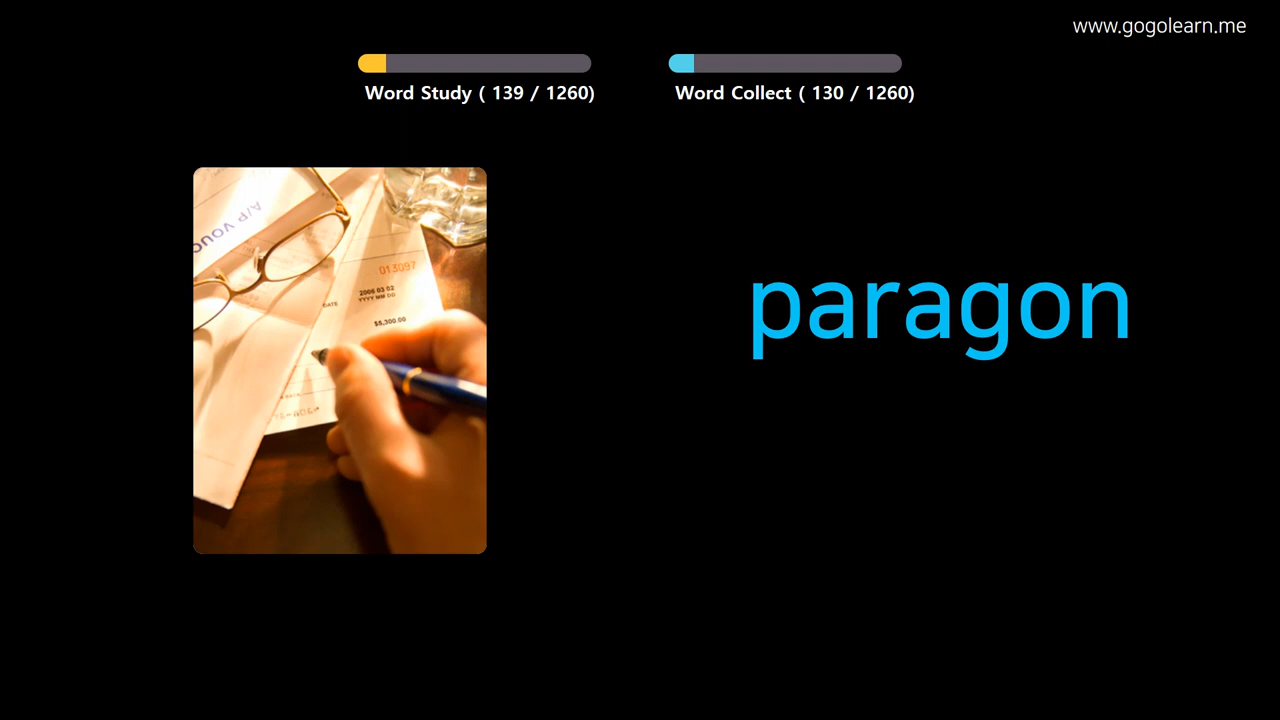 www.gogolearn.me
Word Study ( 139 / 1260)
Word Collect ( 130 / 1260)
A/P VOUC
013097
2006 03 02
YYYY MM DD
DATE
$5,300.00
paragon